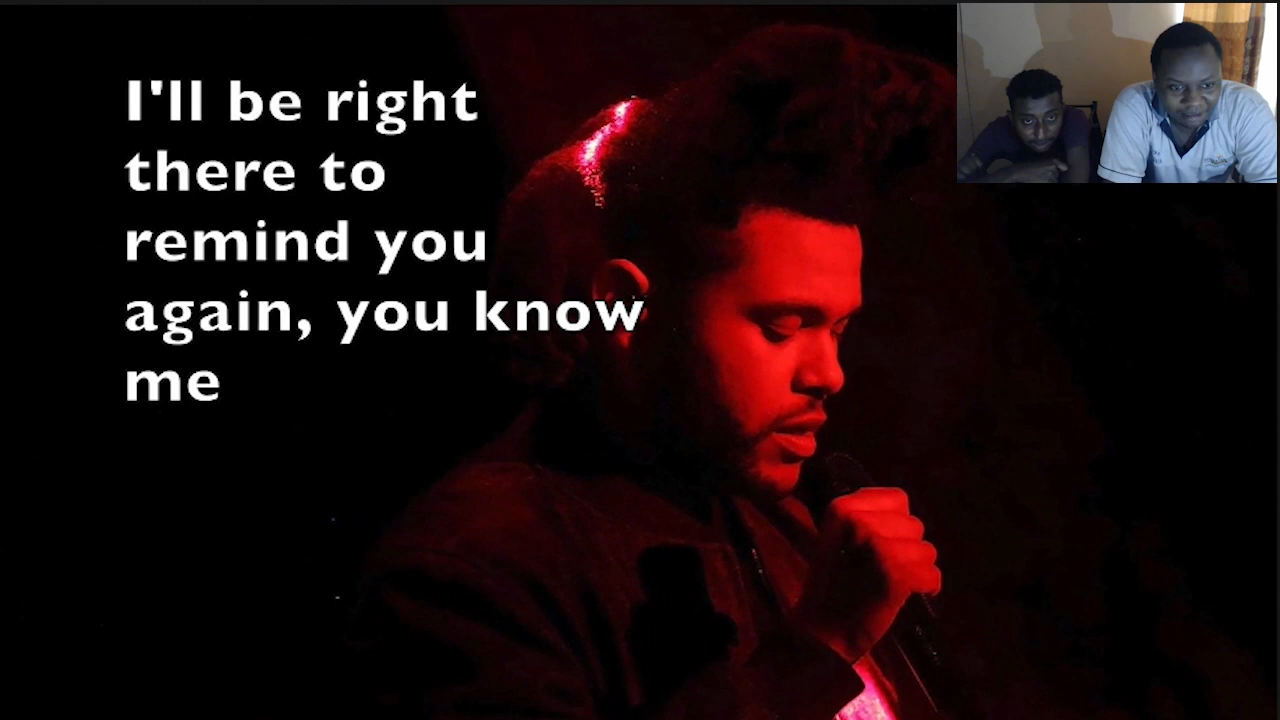 I'll be right
there to
remind you
again, you know
me